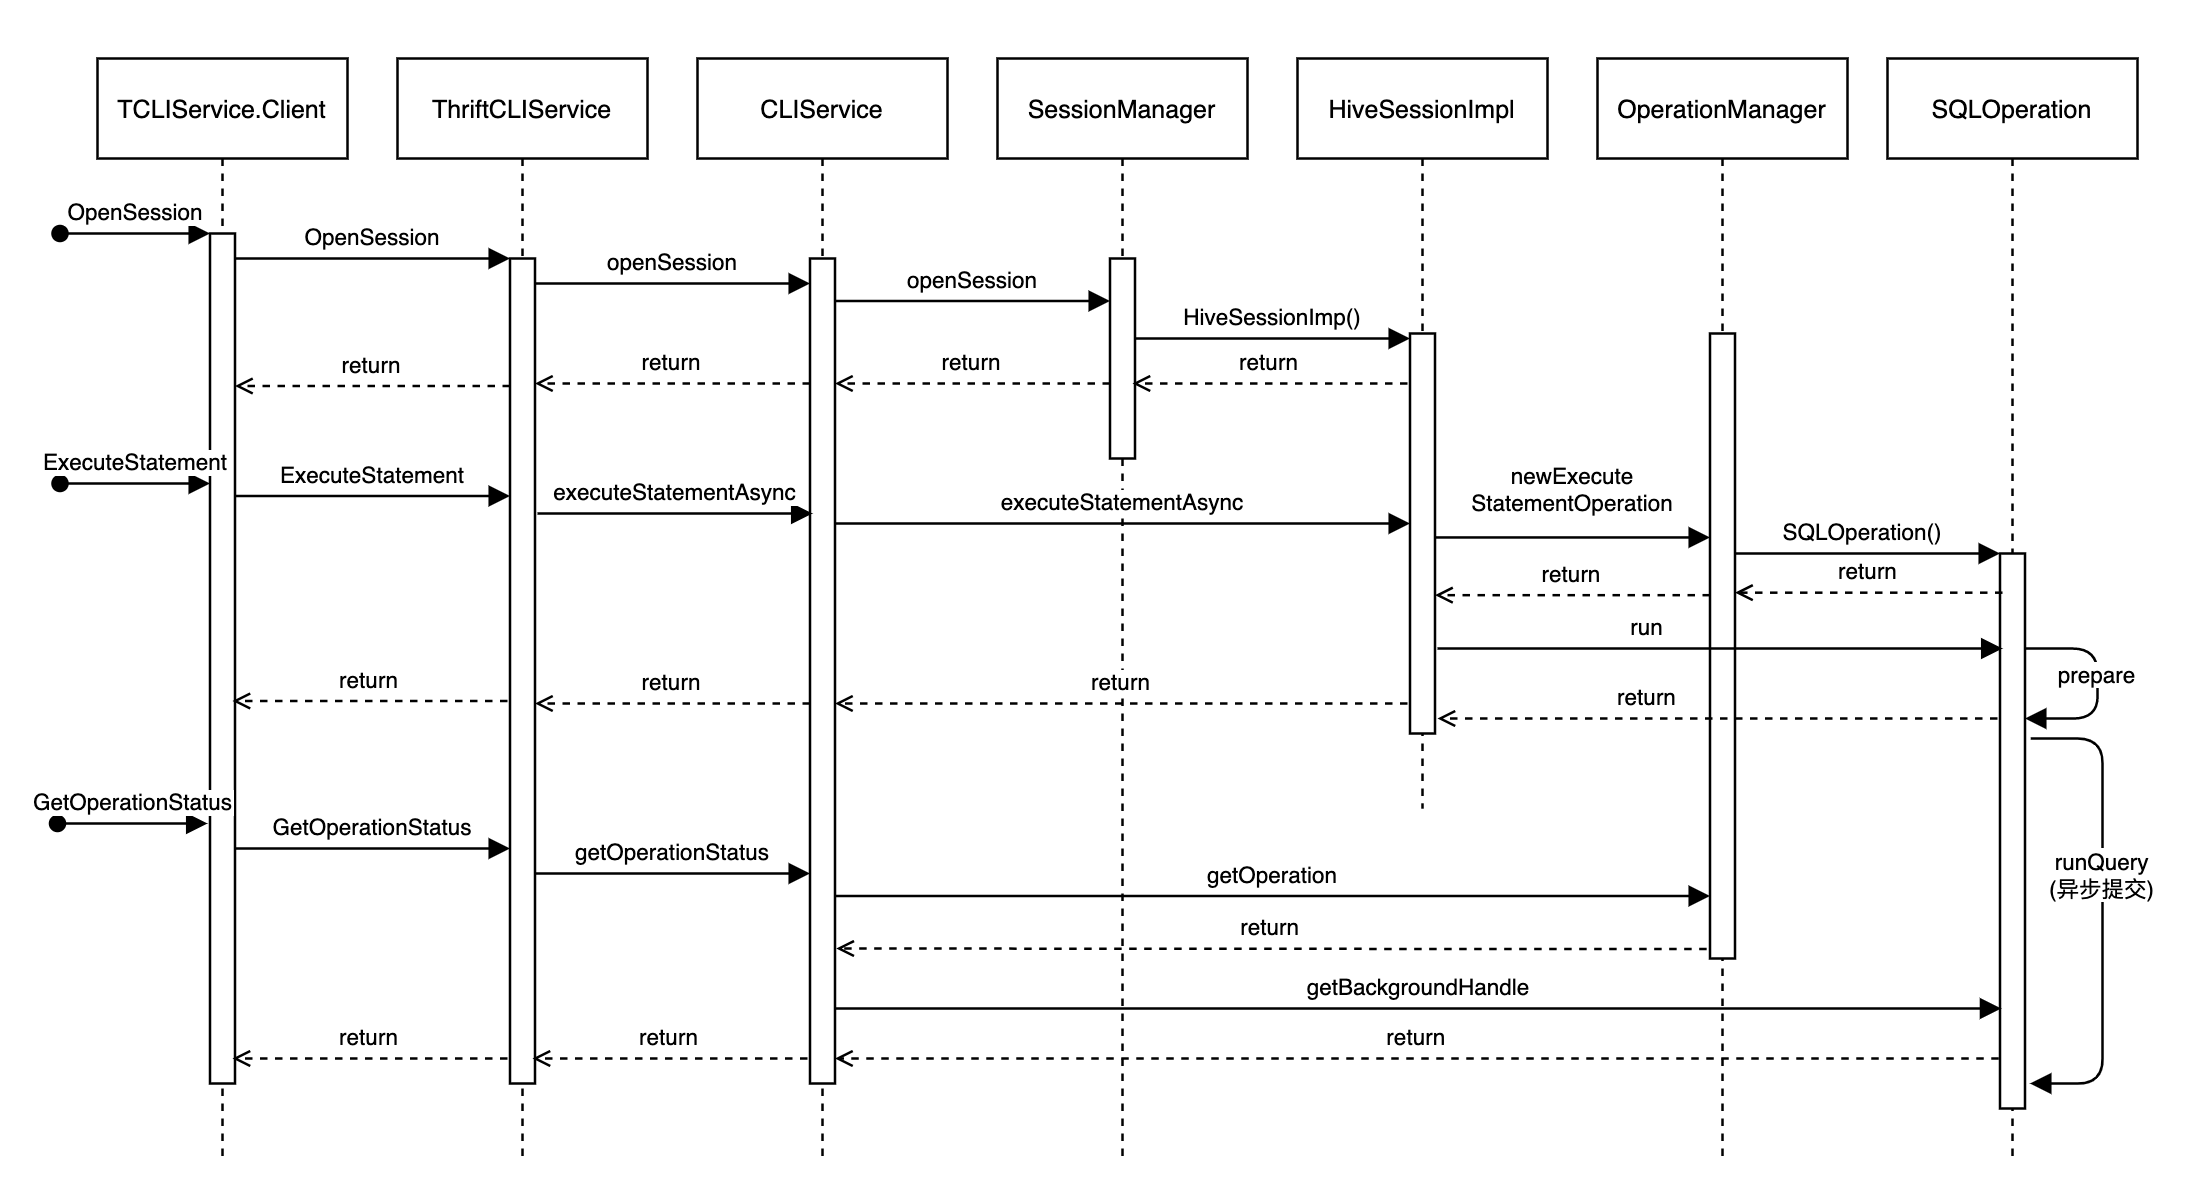 TCLIService.Client
ThriftCLIService
CLIService
SessionManager
HiveSessionImpl
OperationManager
SQLOperation
OpenSession
OpenSession
openSession
openSession
HiveSessionImp()
return
return
return
return
ExecuteStatement
ExecuteStatement
executeStatementAsync
executeStatementAsync
newExecute
StatementOperation
SQLOperation()
return
return
run
prepare
return
return
return
return
GetOperationStatus
GetOperationStatus
getOperationStatus
getOperation
runQuery
(异步提交)
return
getBackgroundHandle
return
return
return